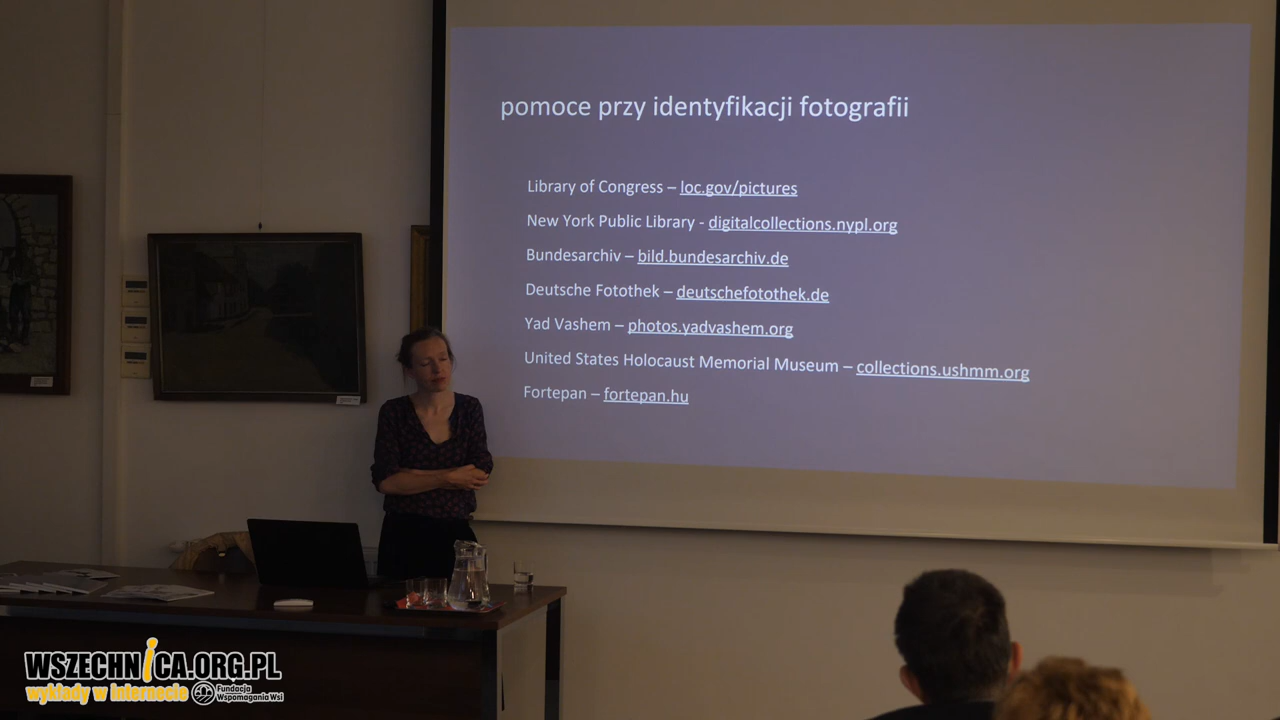 pomoce przy identyfikacji fotografii
Library of Congress – loc.gov/pictures
New York Public Library - digitalcollections.nypl.org
Bundesarchiv – bild.bundesarchiv.de
Deutsche Fotothek – deutschefotothek.de
Yad Vashem – photos.yadvashem.org
United States Holocaust Memorial Museum – collections.ushmm.org
Fortepan – fortepan.hu
WSZECHNICA.ORG.PL
wykłady w internecie
Fundacja
Wspomagania Wsi